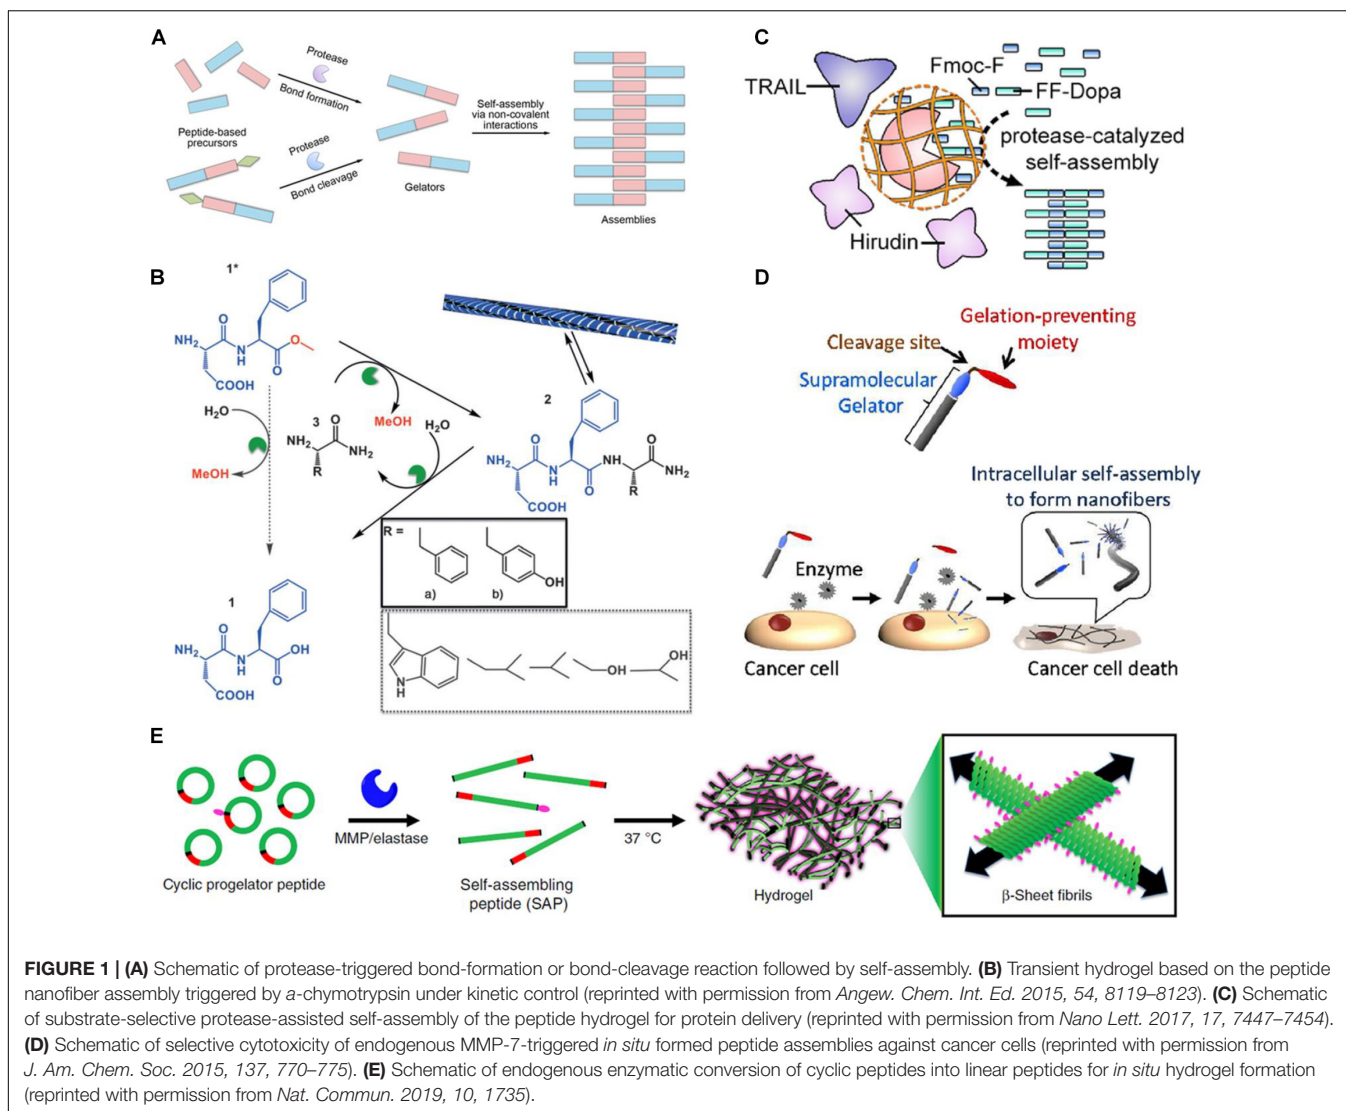 A
Protease
Bond formation
Peptide-based
precursors
Protease
Bond cleavage
Gelators
Self-assembly
via non-covalent
interactions
Assemblies
B
1*
NH2
O
N
H
O
O
COOH
H2O
MeOH
3
O
NH2
NH2
R
MeOH
H2O
2
NH2
O
N
H
O
H
N
O
NH2
R
COOH
R =
a)
b)
OH
N
H
OH
OH
1
NH2
O
N
H
OH
O
COOH
C
TRAIL
Fmoc-F
FF-Dopa
protease-catalyzed
self-assembly
Hirudin
D
Gelation-preventing
moiety
Cleavage site
Supramolecular
Gelator
Intracellular self-assembly
to form nanofibers
Enzyme
Cancer cell
Cancer cell death
E
MMP/elastase
37 °C
Cyclic progelator peptide
Self-assembling
peptide (SAP)
Hydrogel
β-Sheet fibrils
FIGURE 1 | (A) Schematic of protease-triggered bond-formation or bond-cleavage reaction followed by self-assembly. (B) Transient hydrogel based on the peptide
nanofiber assembly triggered by a-chymotrypsin under kinetic control (reprinted with permission from Angew. Chem. Int. Ed. 2015, 54, 8119–8123). (C) Schematic
of substrate-selective protease-assisted self-assembly of the peptide hydrogel for protein delivery (reprinted with permission from Nano Lett. 2017, 17, 7447–7454).
(D) Schematic of selective cytotoxicity of endogenous MMP-7-triggered in situ formed peptide assemblies against cancer cells (reprinted with permission from
J. Am. Chem. Soc. 2015, 137, 770–775). (E) Schematic of endogenous enzymatic conversion of cyclic peptides into linear peptides for in situ hydrogel formation
(reprinted with permission from Nat. Commun. 2019, 10, 1735).